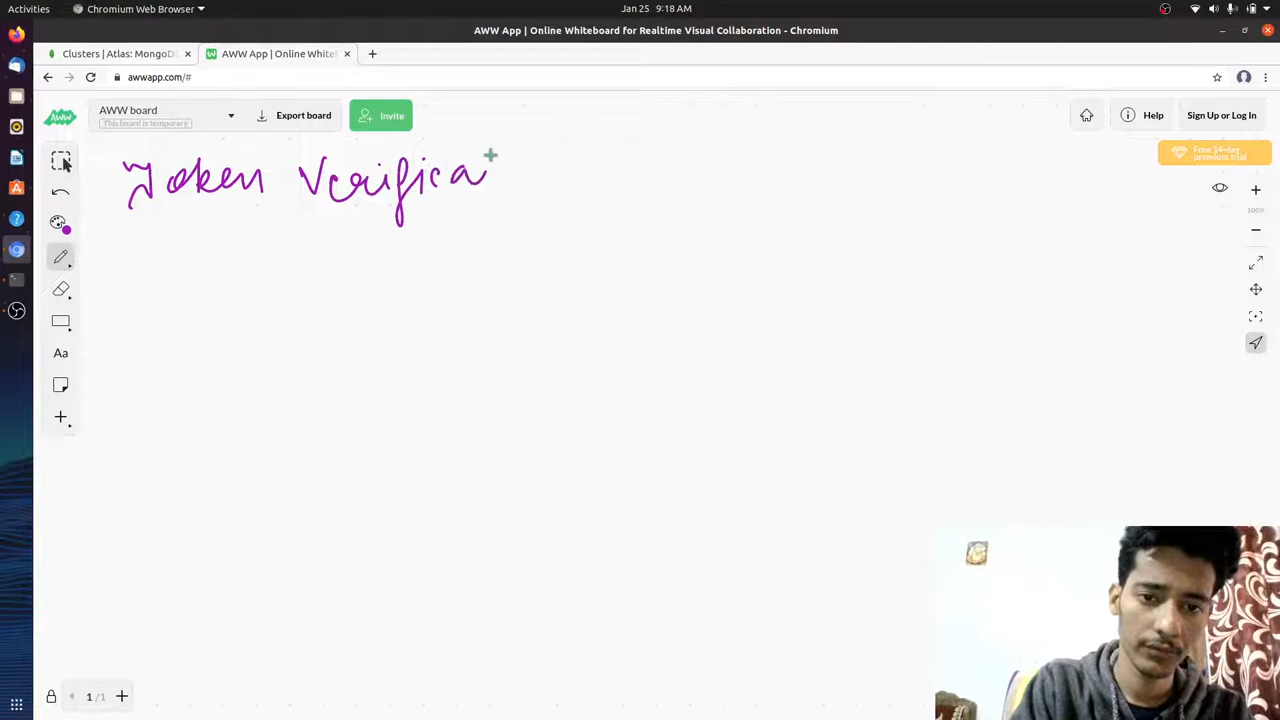 Activities Chromium Web Browser Jan 25 9:18 AM
AWW App | Online Whiteboard for Realtime Visual Collaboration - Chromium
Clusters | Atlas: MongoDB AWW App | Online White
awwapp.com/#
AWW board
This board is temporary
Export board
Invite
Help
Sign Up or Log In
Free 14-day
premium trial
Token Verifica
100%
Aa
1/1